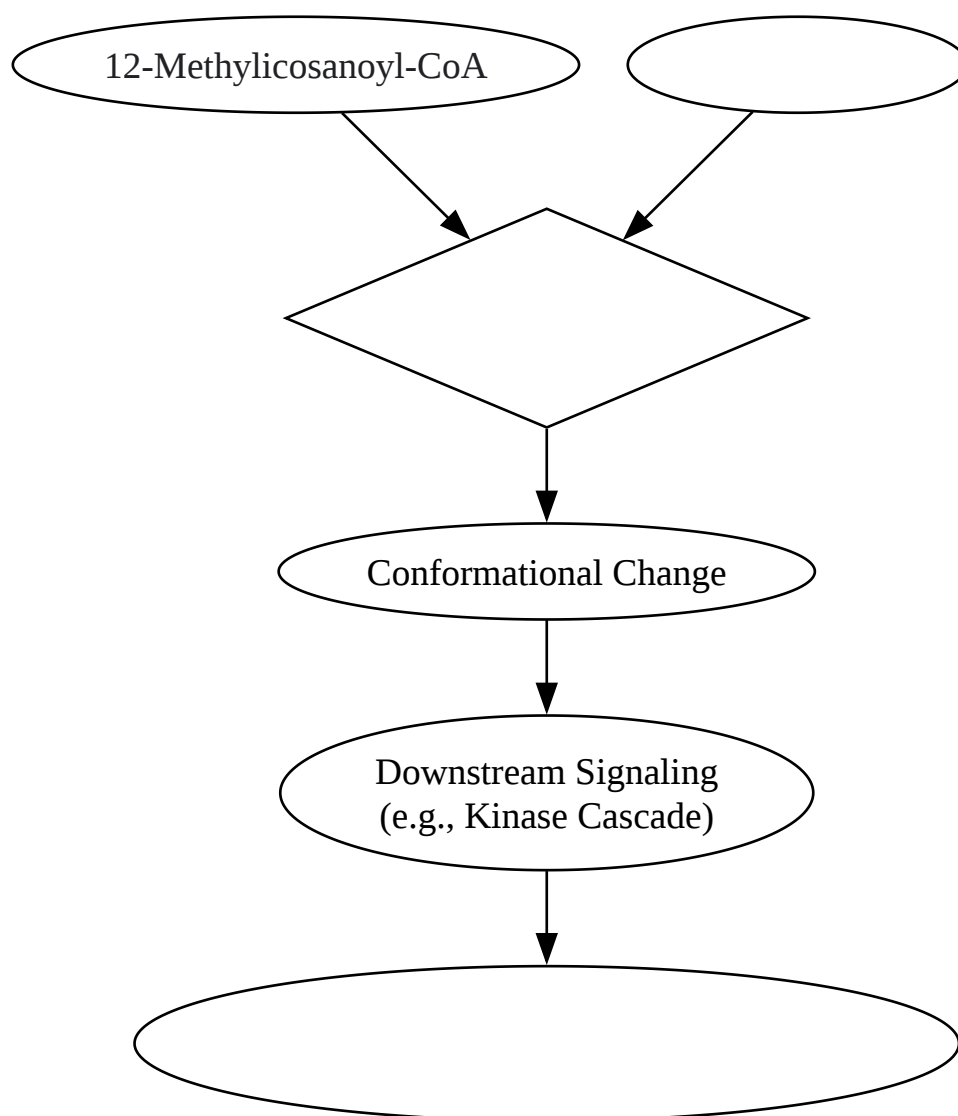 12-Methylicosanoyl-CoA
Conformational Change
Downstream Signaling
(e.g., Kinase Cascade)